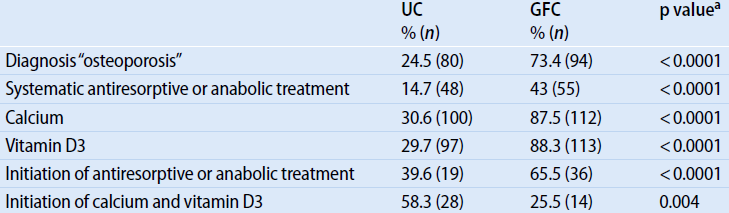 UC GFC p valueª
% (n) % (n)
Diagnosis “osteoporosis” 24.5 (80) 73.4 (94) < 0.0001
Systematic antiresorptive or anabolic treatment 14.7 (48) 43 (55) < 0.0001
Calcium 30.6 (100) 87.5 (112) < 0.0001
Vitamin D3 29.7 (97) 88.3 (113) < 0.0001
Initiation of antiresorptive or anabolic treatment 39.6 (19) 65.5 (36) < 0.0001
Initiation of calcium and vitamin D3 58.3 (28) 25.5 (14) 0.004